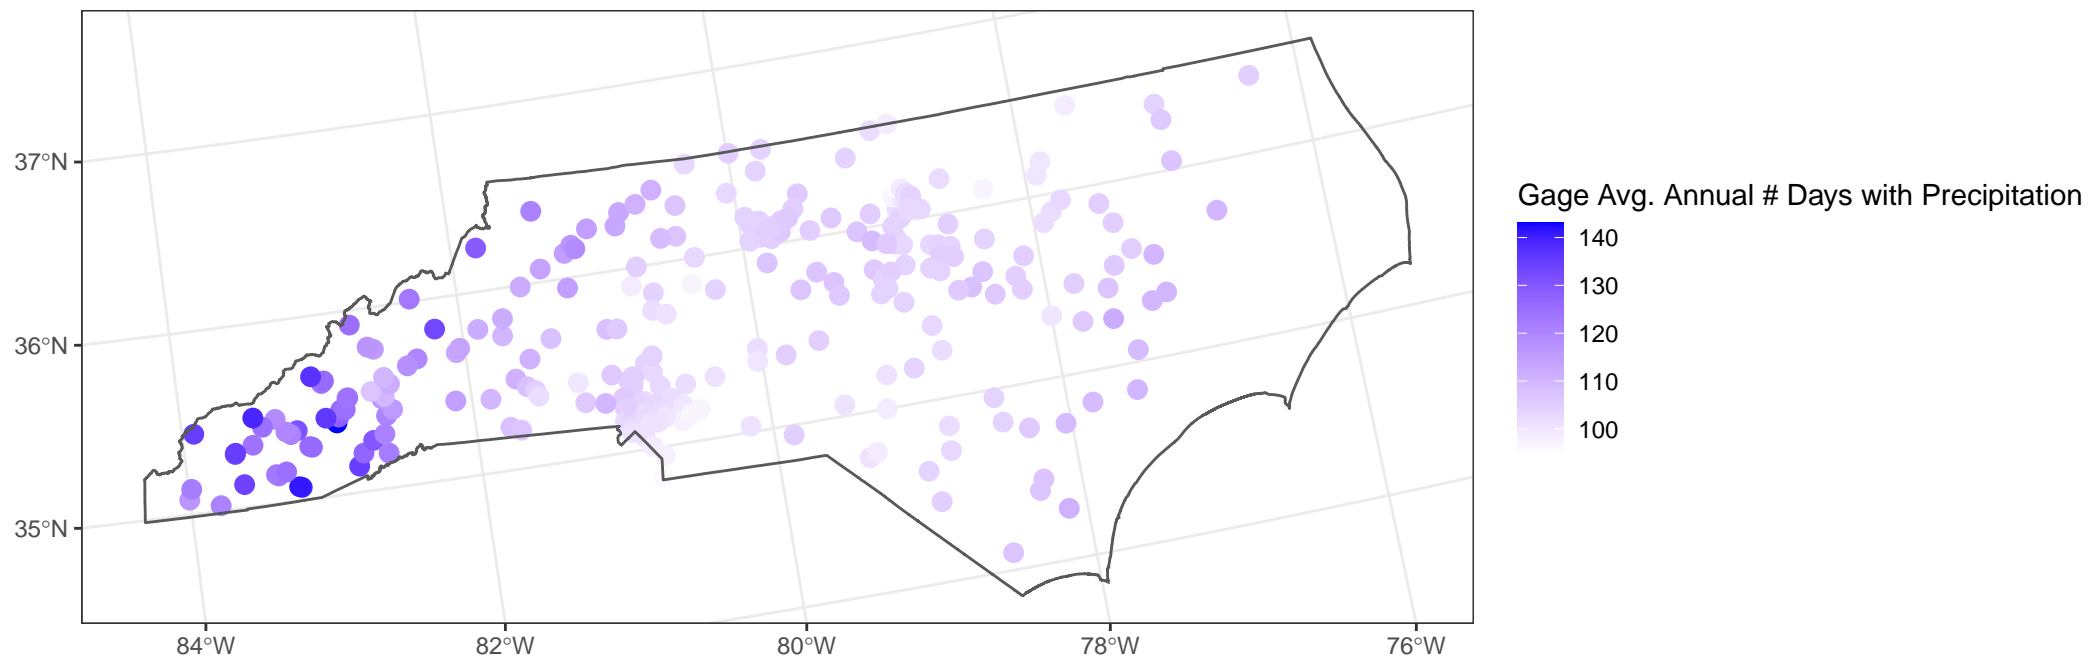 37°N
36°N
35°N
84°W
82°W
80°W
78°W
76°W
Gage Avg. Annual # Days with Precipitation
140
130
120
110
100